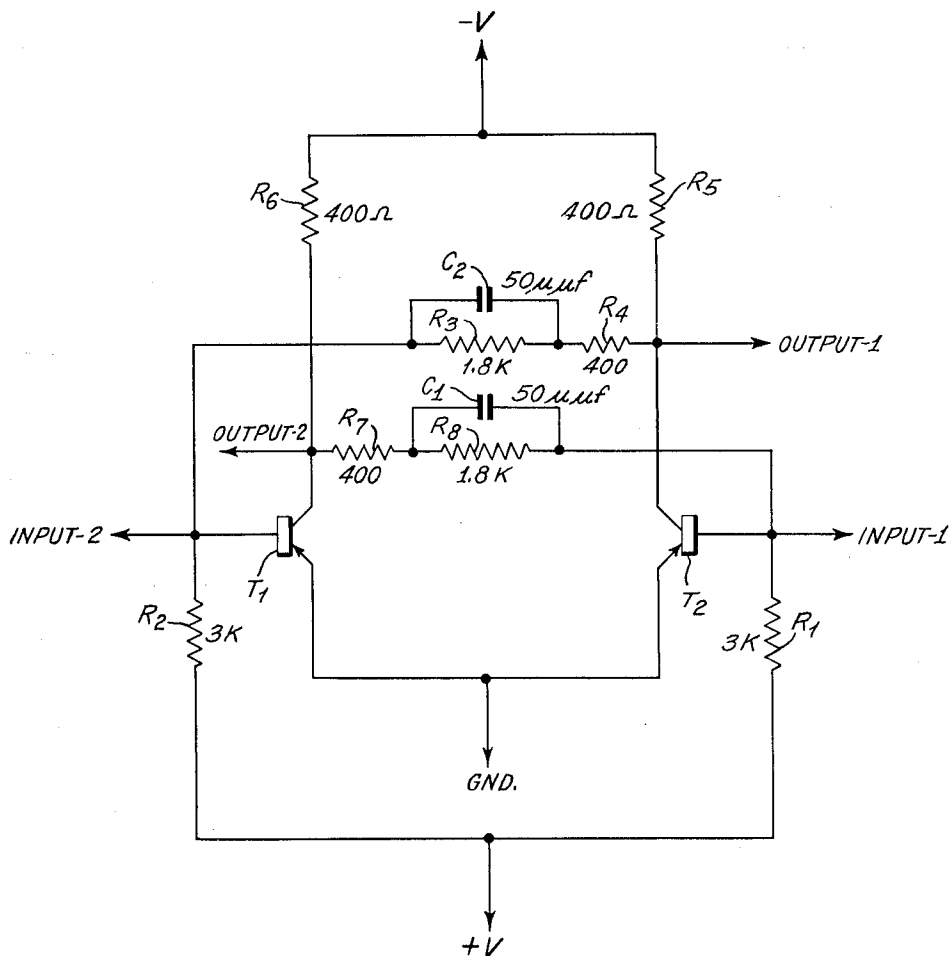 -V
R6
400Ω
R5
400Ω
C2
50μμf
R3
1.8K
R4
400
OUTPUT-1
C1
50μμf
OUTPUT-2
R7
400
R8
1.8K
INPUT-2
T1
T2
INPUT-1
R2
3K
3K
R1
GND.
+V